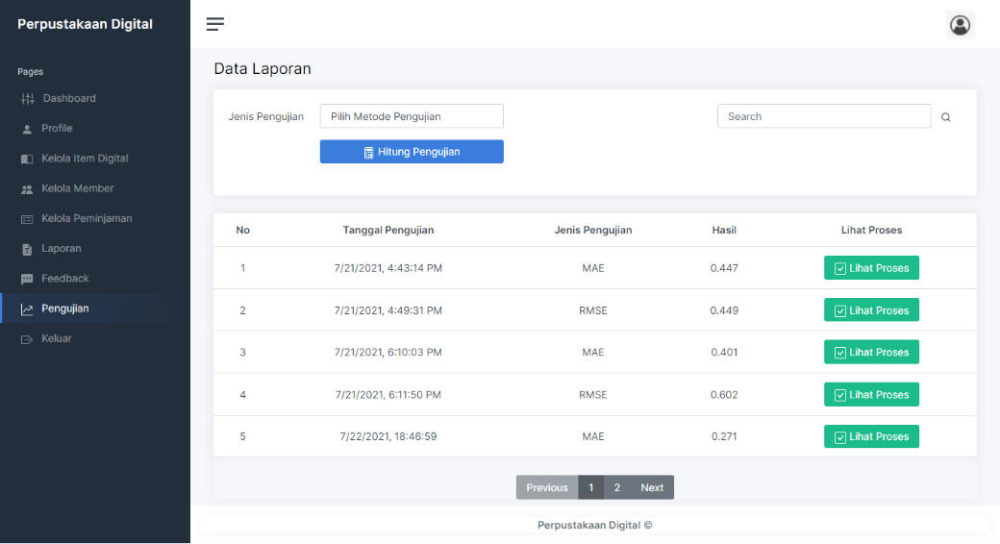 Perpustakaan Digital
Pages
Dashboard
Profile
Kelola Item Digital
Kelola Member
Kelola Peminjaman
Laporan
Feedback
Pengujian
Keluar
Data Laporan
Jenis Pengujian Pilih Metode Pengujian Search
Hitung Pengujian
No Tanggal Pengujian Jenis Pengujian Hasil Lihat Proses
1 7/21/2021, 4:43:14 PM MAE 0.447 Lihat Proses
2 7/21/2021, 4:49:31 PM RMSE 0.449 Lihat Proses
3 7/21/2021, 6:10:03 PM MAE 0.401 Lihat Proses
4 7/21/2021, 6:11:50 PM RMSE 0.602 Lihat Proses
5 7/22/2021, 18:46:59 MAE 0.271 Lihat Proses
Previous 1 2 Next
Perpustakaan Digital ©